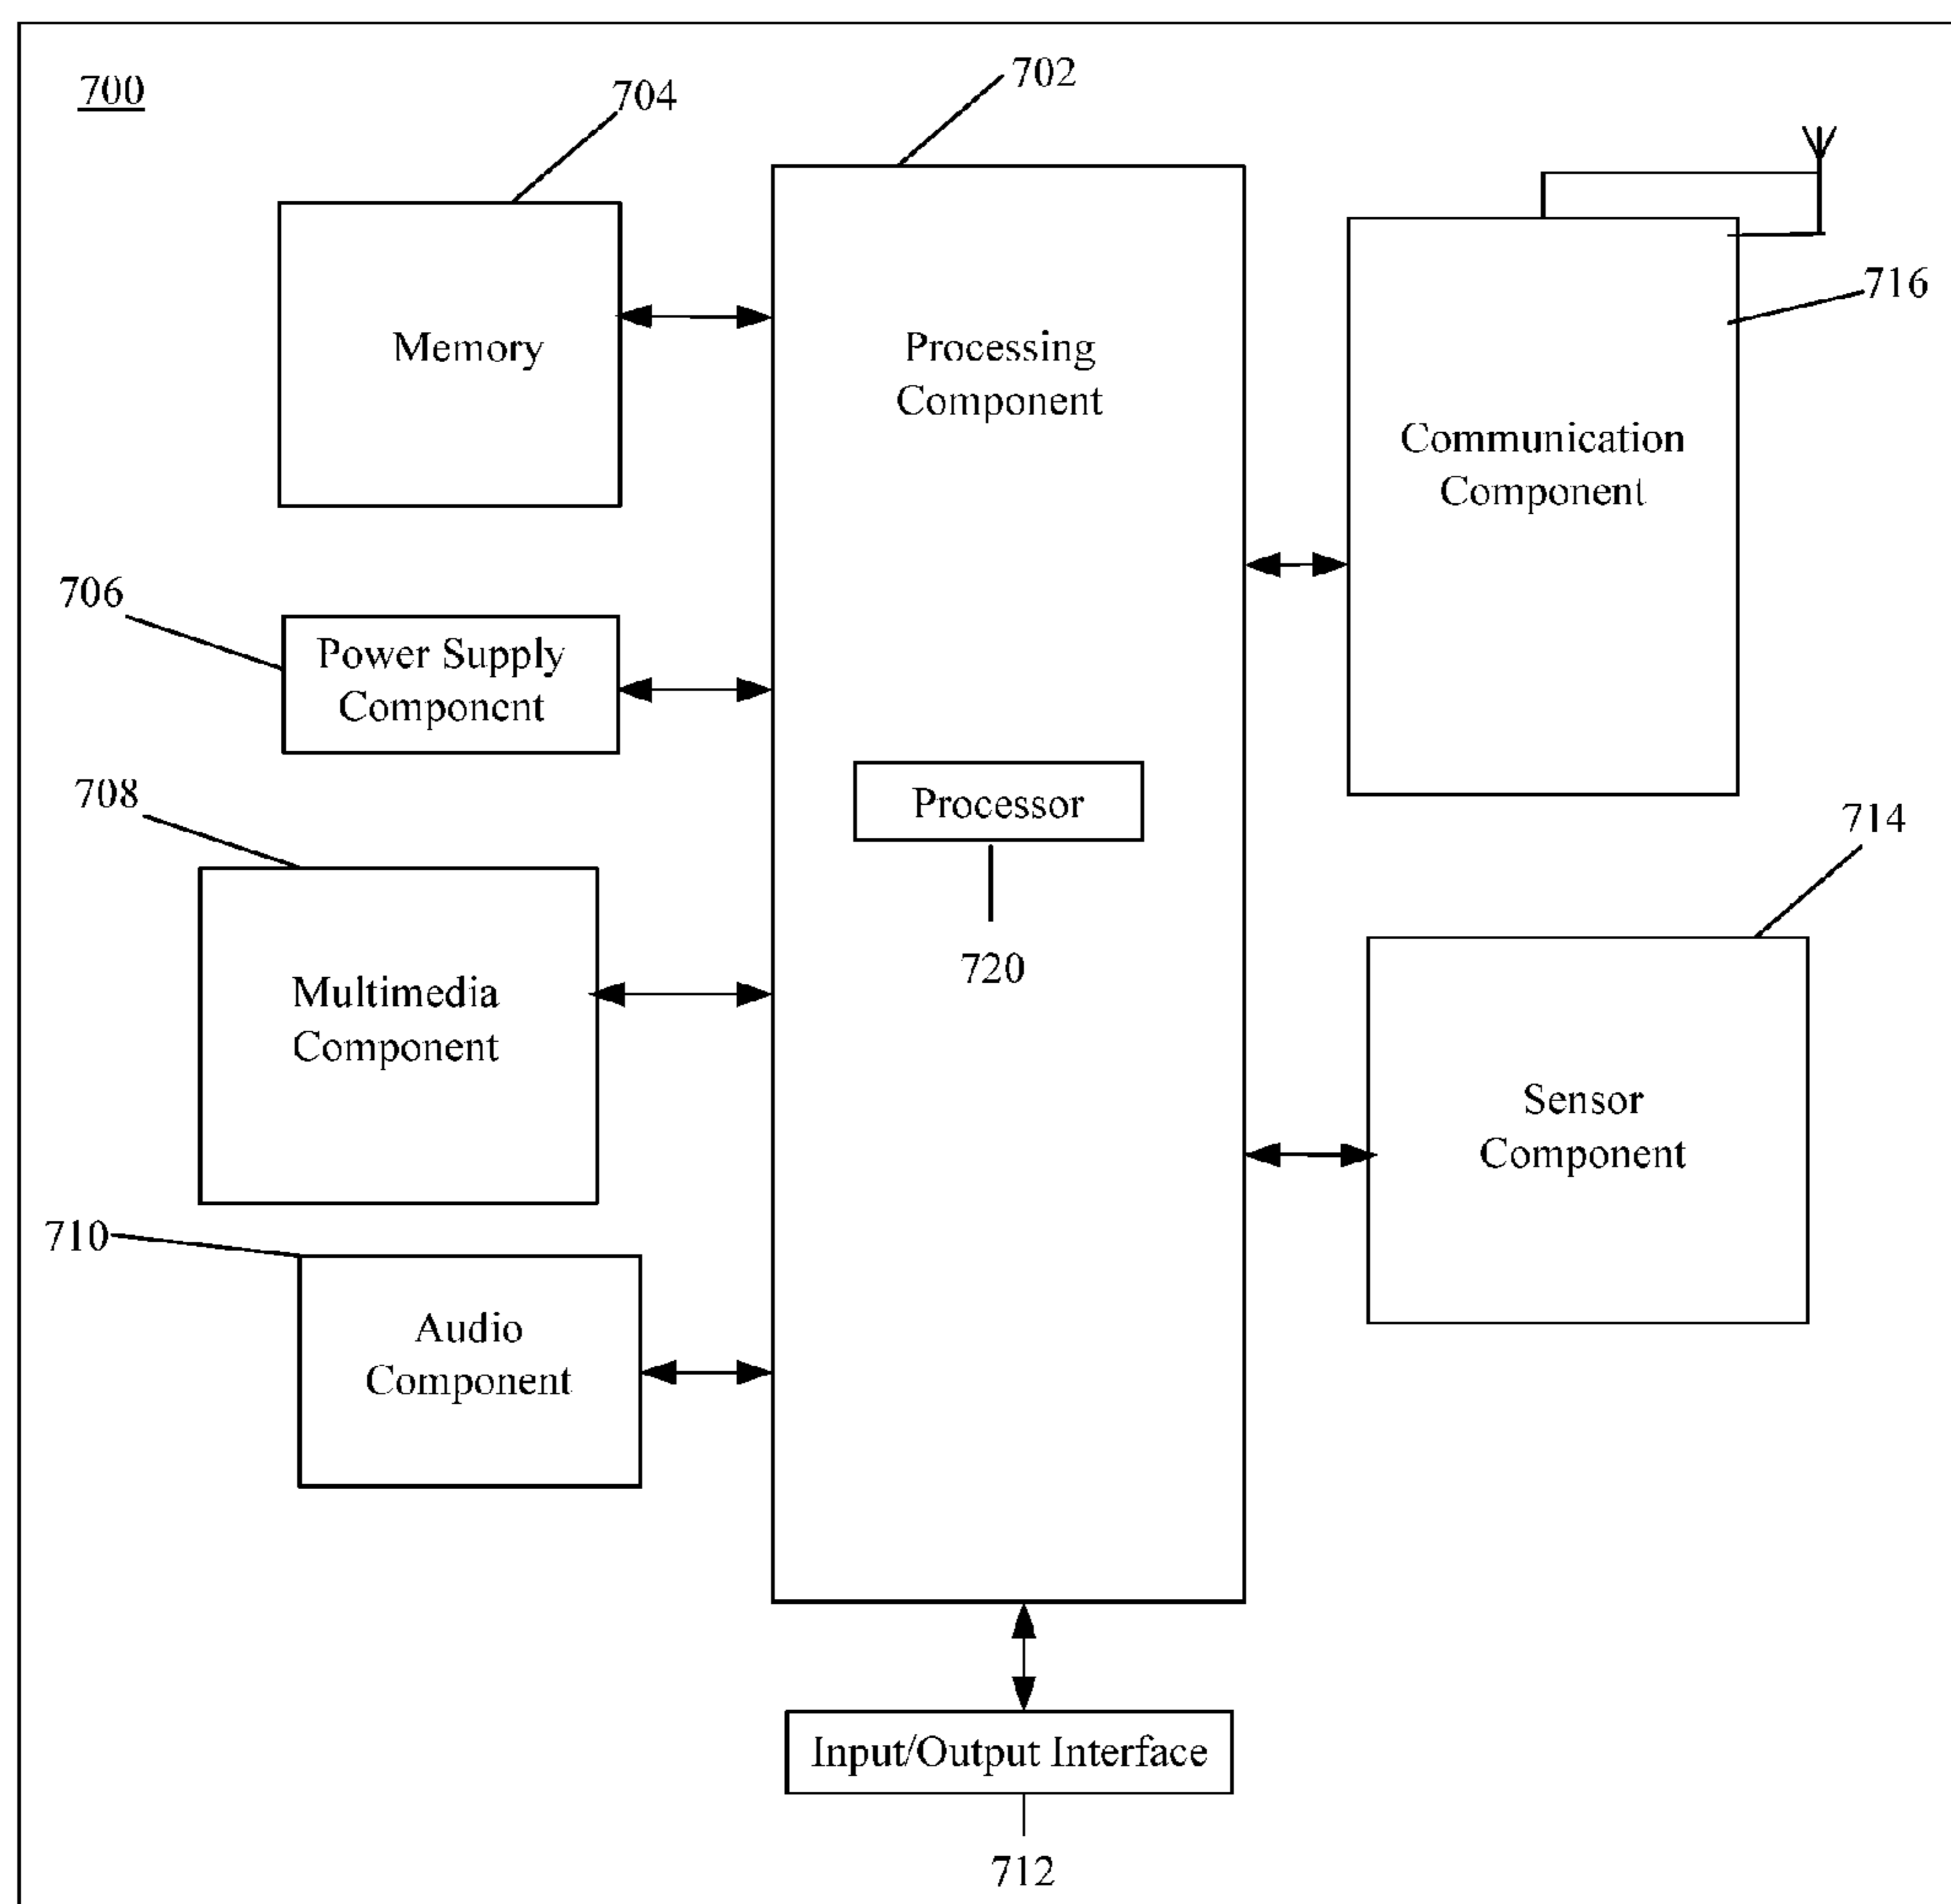 700
704
702
Memory
Processing
Component
716
Communication
Component
706
Power Supply
Component
708
Processor
714
720
Multimedia
Component
Sensor
Component
710
Audio
Component
Input/Output Interface
712